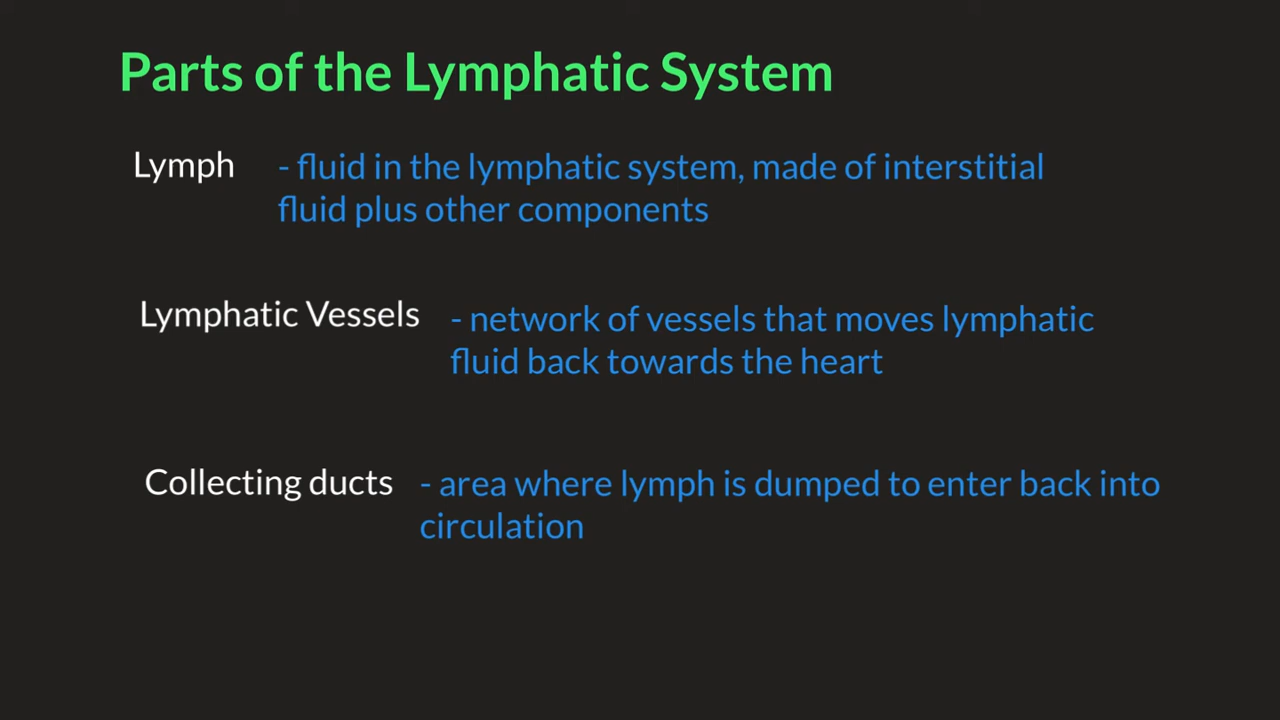 Parts of the Lymphatic System
Lymph - fluid in the lymphatic system, made of interstitial
fluid plus other components
Lymphatic Vessels - network of vessels that moves lymphatic
fluid back towards the heart
Collecting ducts - area where lymph is dumped to enter back into
circulation